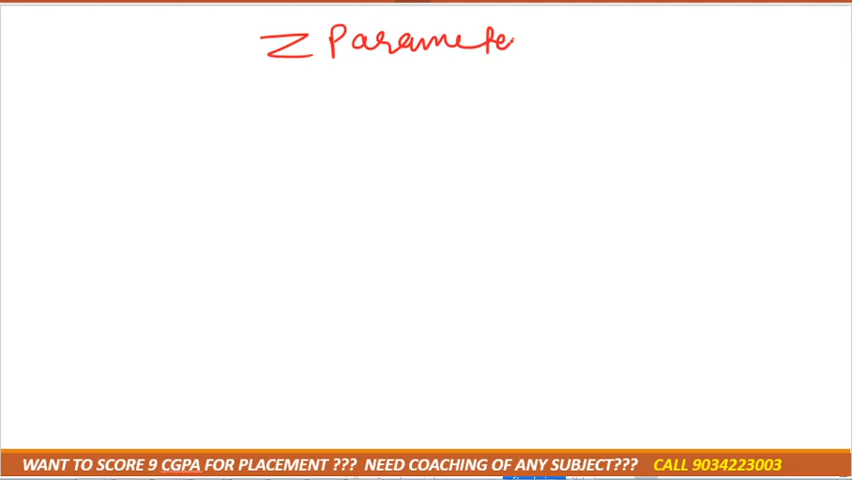 Z Paramete
WANT TO SCORE 9 CGPA FOR PLACEMENT ??? NEED COACHING OF ANY SUBJECT??? CALL 9034223003